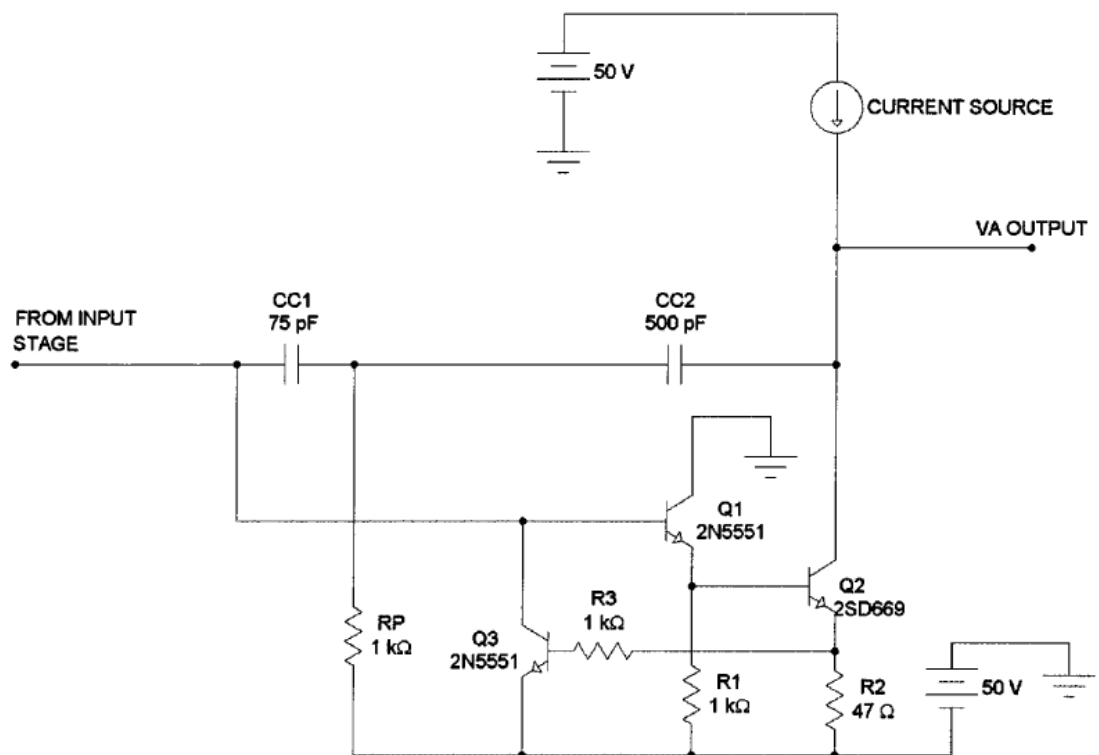 50 V
CURRENT SOURCE
VA OUTPUT
CC1
75 pF
CC2
500 pF
FROM INPUT
STAGE
Q1
2N5551
Q2
2SD669
R3
1 kΩ
RP
1 kΩ
Q3
2N5551
R1
1 kΩ
R2
47 Ω
50 V